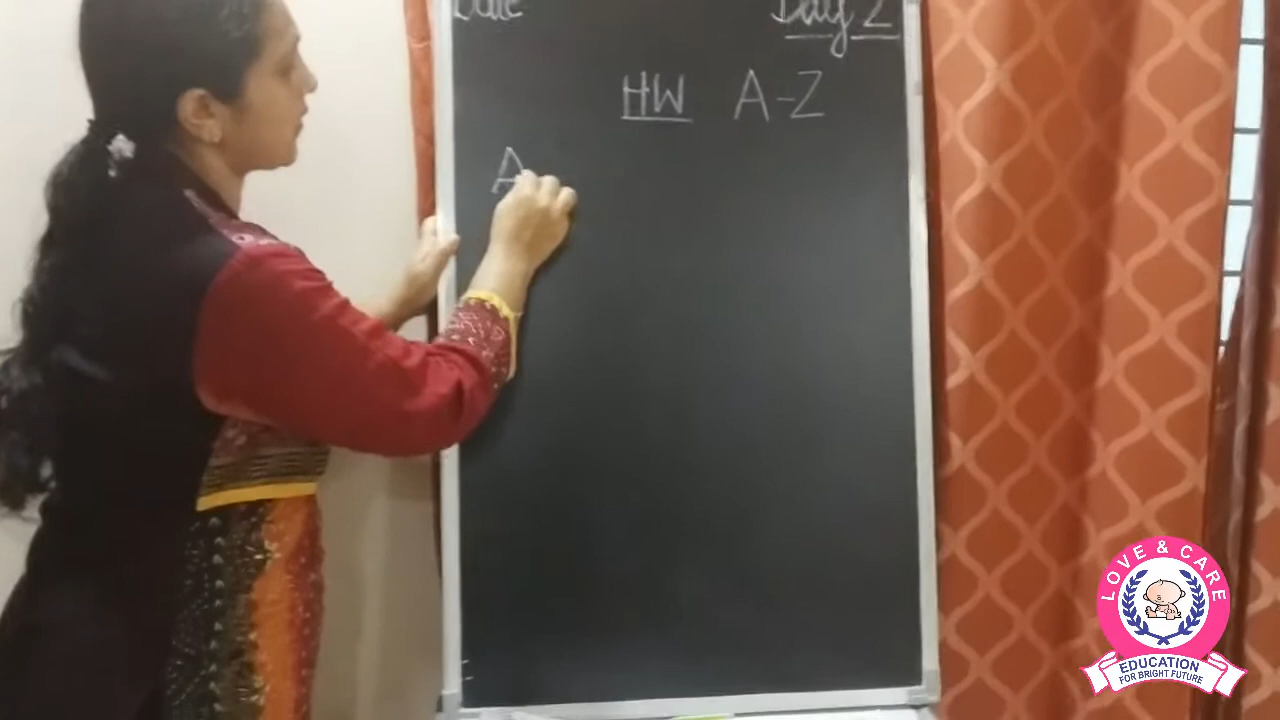 Date Day 2
HW A-Z
A
LOVE & CARE
EDUCATION
FOR BRIGHT FUTURE